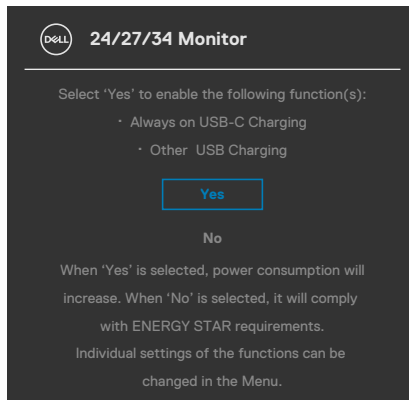 DELL
24/27/34 Monitor
Select ‘Yes’ to enable the following function(s):
· Always on USB-C Charging
· Other USB Charging
Yes
No
When ‘Yes’ is selected, power consumption will
increase. When ‘No’ is selected, it will comply
with ENERGY STAR requirements.
Individual settings of the functions can be
changed in the Menu.